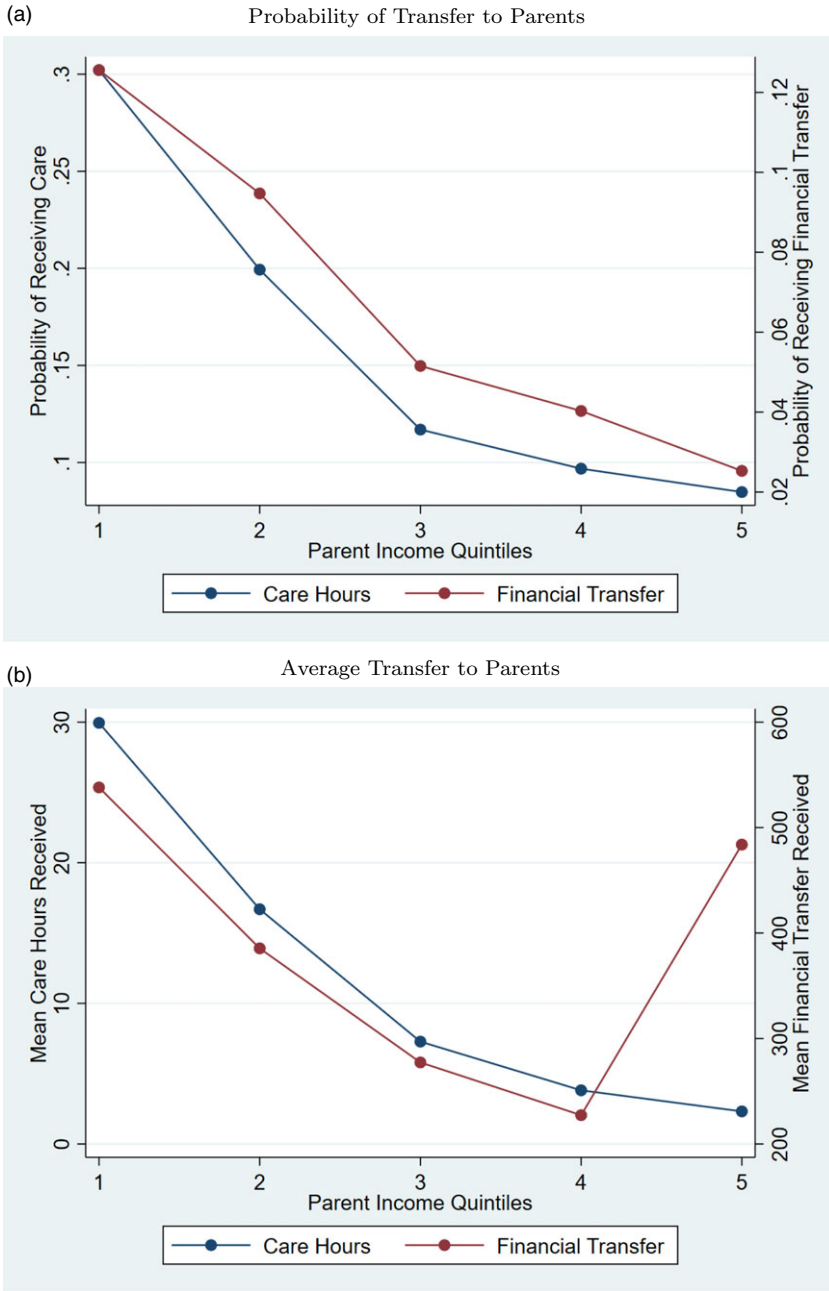 (a)
Probability of Transfer to Parents
Probability of Receiving Care
.3
.25
.2
.15
.1
.12
.1
.08
.06
.04
.02
Probability of Receiving Financial Transfer
1 2 3 4 5
Parent Income Quintiles
Care Hours Financial Transfer
(b)
Average Transfer to Parents
Mean Care Hours Received
30
20
10
0
600
500
400
300
200
Mean Financial Transfer Received
1 2 3 4 5
Parent Income Quintiles
Care Hours Financial Transfer